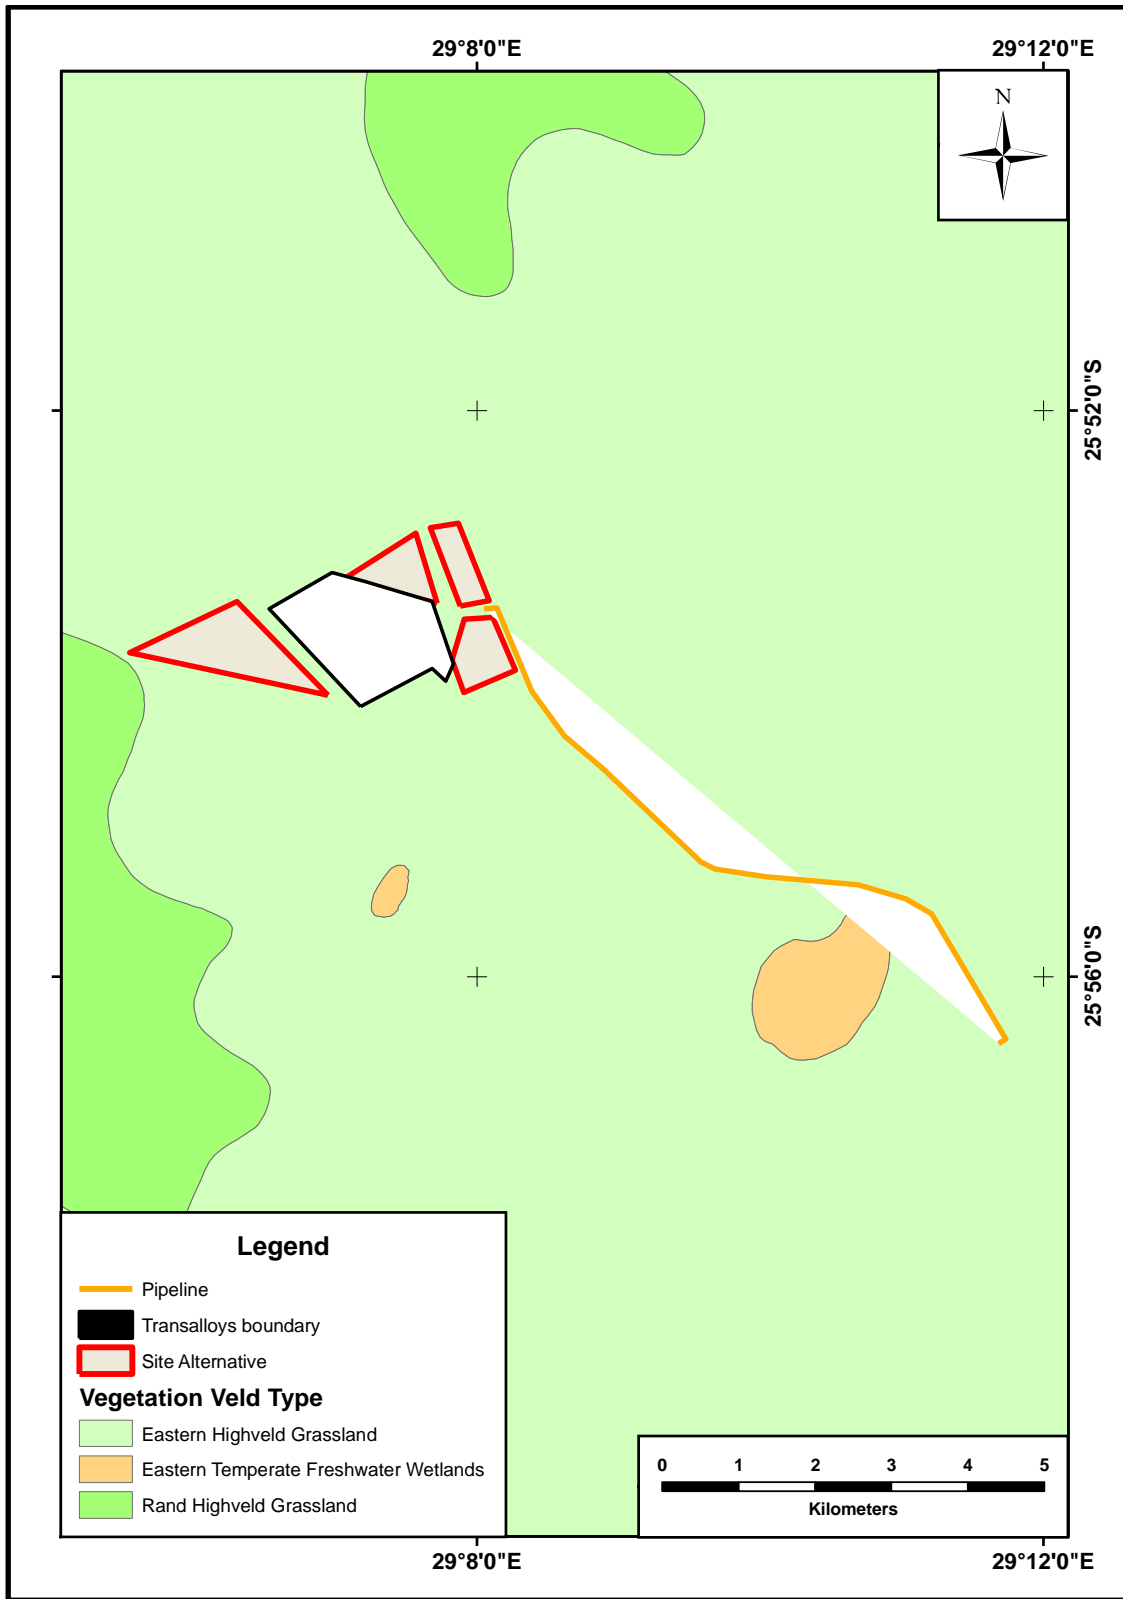 29°8'0"E 29°12'0"E
N
25°52'0"S
25°56'0"S
Legend
Pipeline
Transalloys boundary
Site Alternative
Vegetation Veld Type
Eastern Highveld Grassland
Eastern Temperate Freshwater Wetlands
Rand Highveld Grassland
0 1 2 3 4 5
Kilometers
29°8'0"E 29°12'0"E